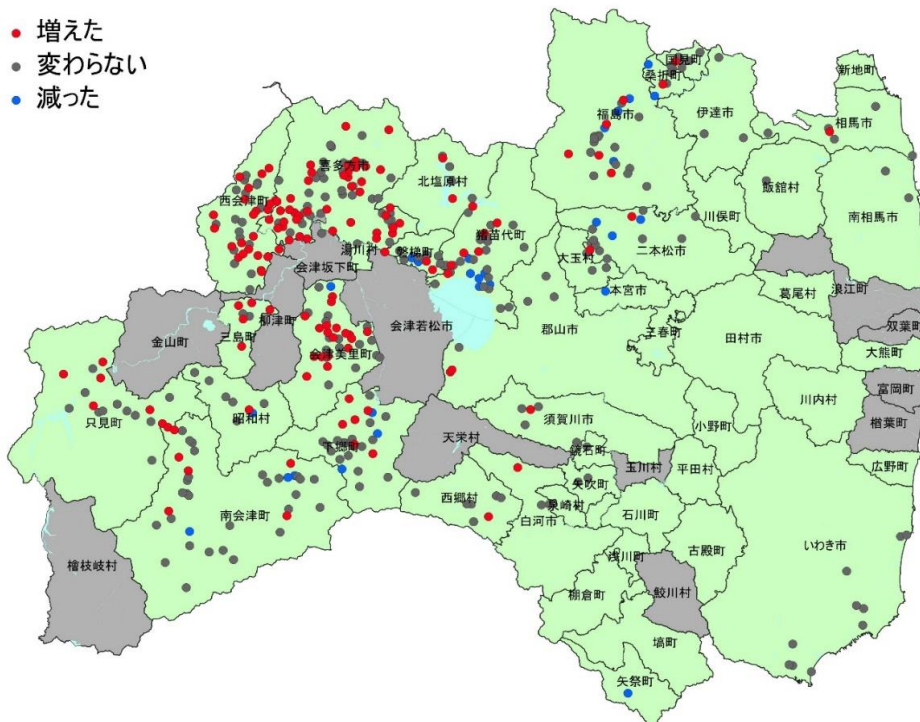 増えた
変わらない
減った
国見町
桑折町
新地町
福島市
伊達市
相馬市
喜多方市
北塩原村
西会津町
飯舘村
川俣町
南相馬市
猪苗代町
湯川村
磐梯町
二本松市
大玉村
会津坂下町
本宮市
葛尾村
浪江町
柳津町
会津若松市
双葉町
三島町
郡山市
三春町
田村市
金山町
会津美里町
大熊町
富岡町
川内村
只見町
昭和村
須賀川市
小野町
楢葉町
下郷町
天栄村
鏡石町
玉川村
平田村
広野町
矢吹町
西郷村
泉崎村
南会津町
白河市
石川町
いわき市
浅川町
古殿町
檜枝岐村
棚倉町
鮫川村
塙町
矢祭町